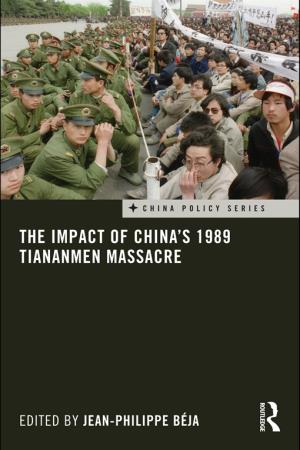 CHINA POLICY SERIES
THE IMPACT OF CHINA'S 1989
TIANANMEN MASSACRE
EDITED BY JEAN-PHILIPPE BÉJA
ROUTLEDGE